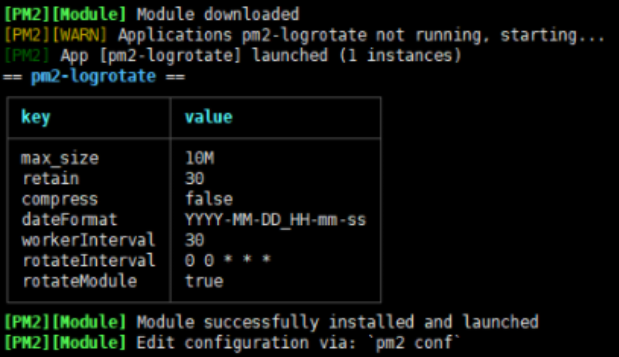 [PM2][Module] Module downloaded
[PM2][WARN] Applications pm2-logrotate not running, starting...
[PM2] App [pm2-logrotate] launched (1 instances)
== pm2-logrotate ==
key value
max_size 10M
retain 30
compress false
dateFormat YYYY-MM-DD_HH-mm-ss
workerInterval 30
rotateInterval 0 0 * * *
rotateModule true
[PM2][Module] Module successfully installed and launched
[PM2][Module] Edit configuration via: `pm2 conf`